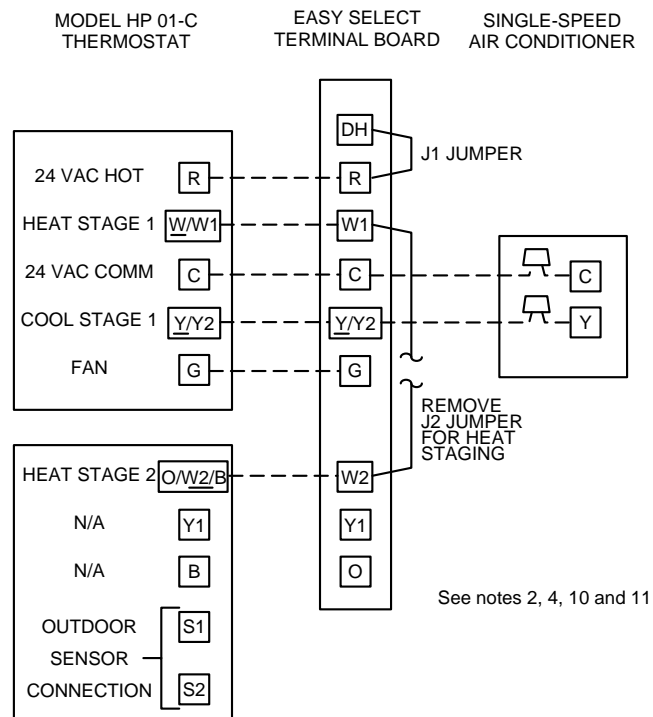 MODEL HP 01-C
THERMOSTAT
EASY SELECT
TERMINAL BOARD
SINGLE-SPEED
AIR CONDITIONER
DH
J1 JUMPER
24 VAC HOT R R
HEAT STAGE 1 W/W1 W1
24 VAC COMM C C C
COOL STAGE 1 Y/Y2 Y/Y2 Y
FAN G G
REMOVE
J2 JUMPER
FOR HEAT
STAGING
HEAT STAGE 2 O/W2/B W2
N/A Y1 Y1
N/A B O
See notes 2, 4, 10 and 11
OUTDOOR S1
SENSOR
CONNECTION S2